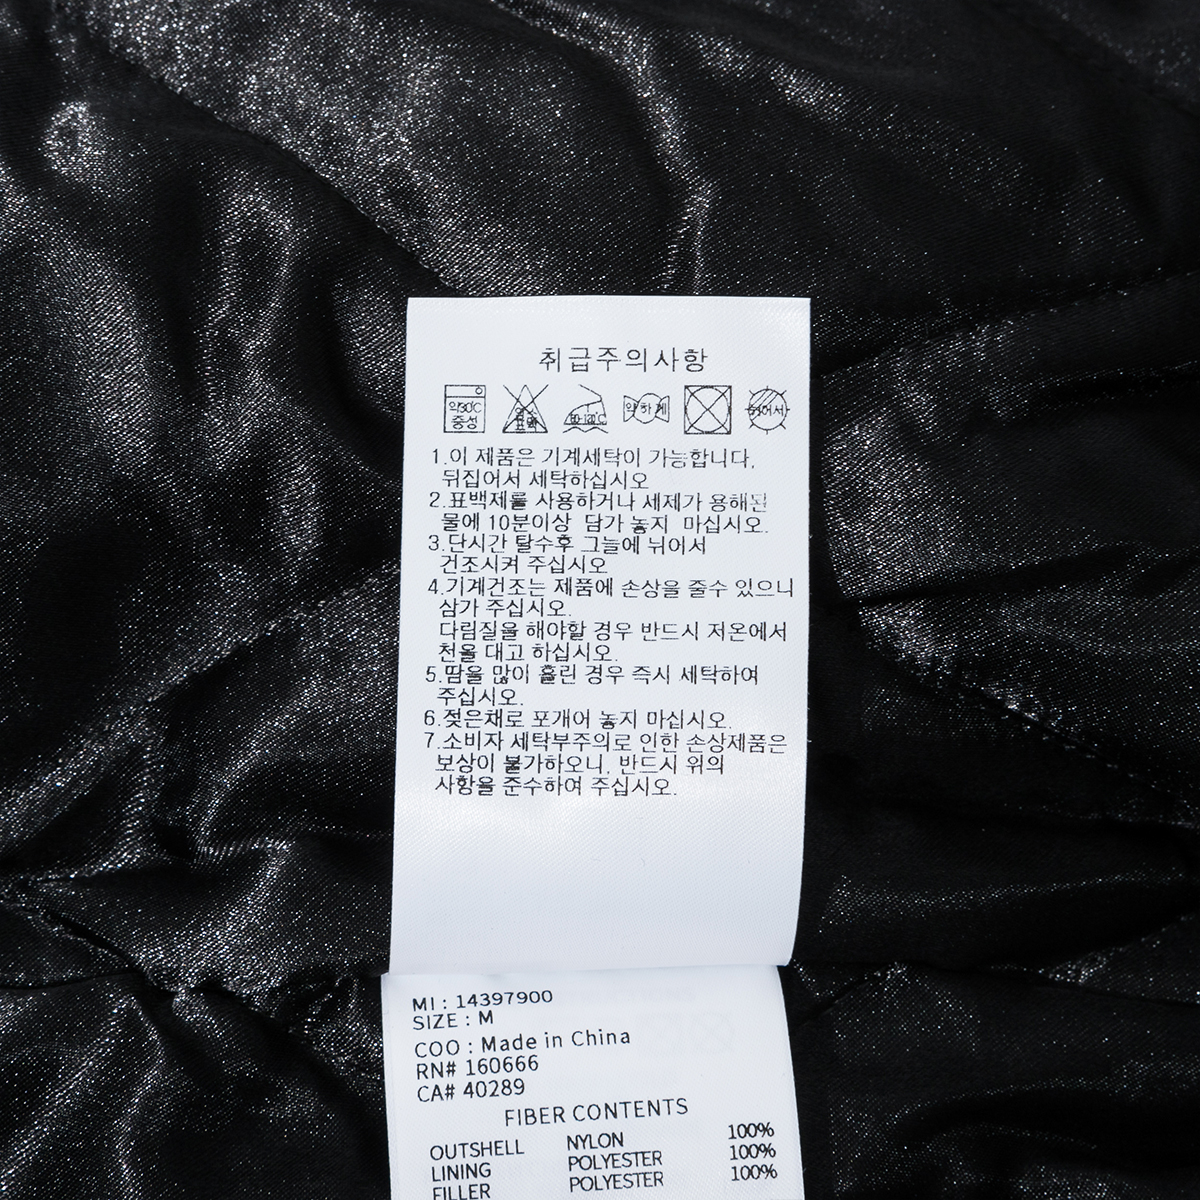 취급주의사항
약30℃
중성
염소
표백
80-120℃
약하게
뉘어서
1.이 제품은 기계세탁이 가능합니다.
뒤집어서 세탁하십시오
2.표백제를 사용하거나 세제가 용해된
물에 10분이상 담가 놓지 마십시오.
3.단시간 탈수후 그늘에 뉘어서
건조시켜 주십시오
4.기계건조는 제품에 손상을 줄수 있으니
삼가 주십시오.
다림질을 해야할 경우 반드시 저온에서
천을 대고 하십시오.
5.땀을 많이 흘린 경우 즉시 세탁하여
주십시오.
6.젖은채로 포개어 놓지 마십시오.
7.소비자 세탁부주의로 인한 손상제품은
보상이 불가하오니, 반드시 위의
사항을 준수하여 주십시오.
MI : 14397900
SIZE : M
COO : Made in China
RN# 160666
CA# 40289
FIBER CONTENTS
OUTSHELL NYLON 100%
LINING POLYESTER 100%
FILLER POLYESTER 100%